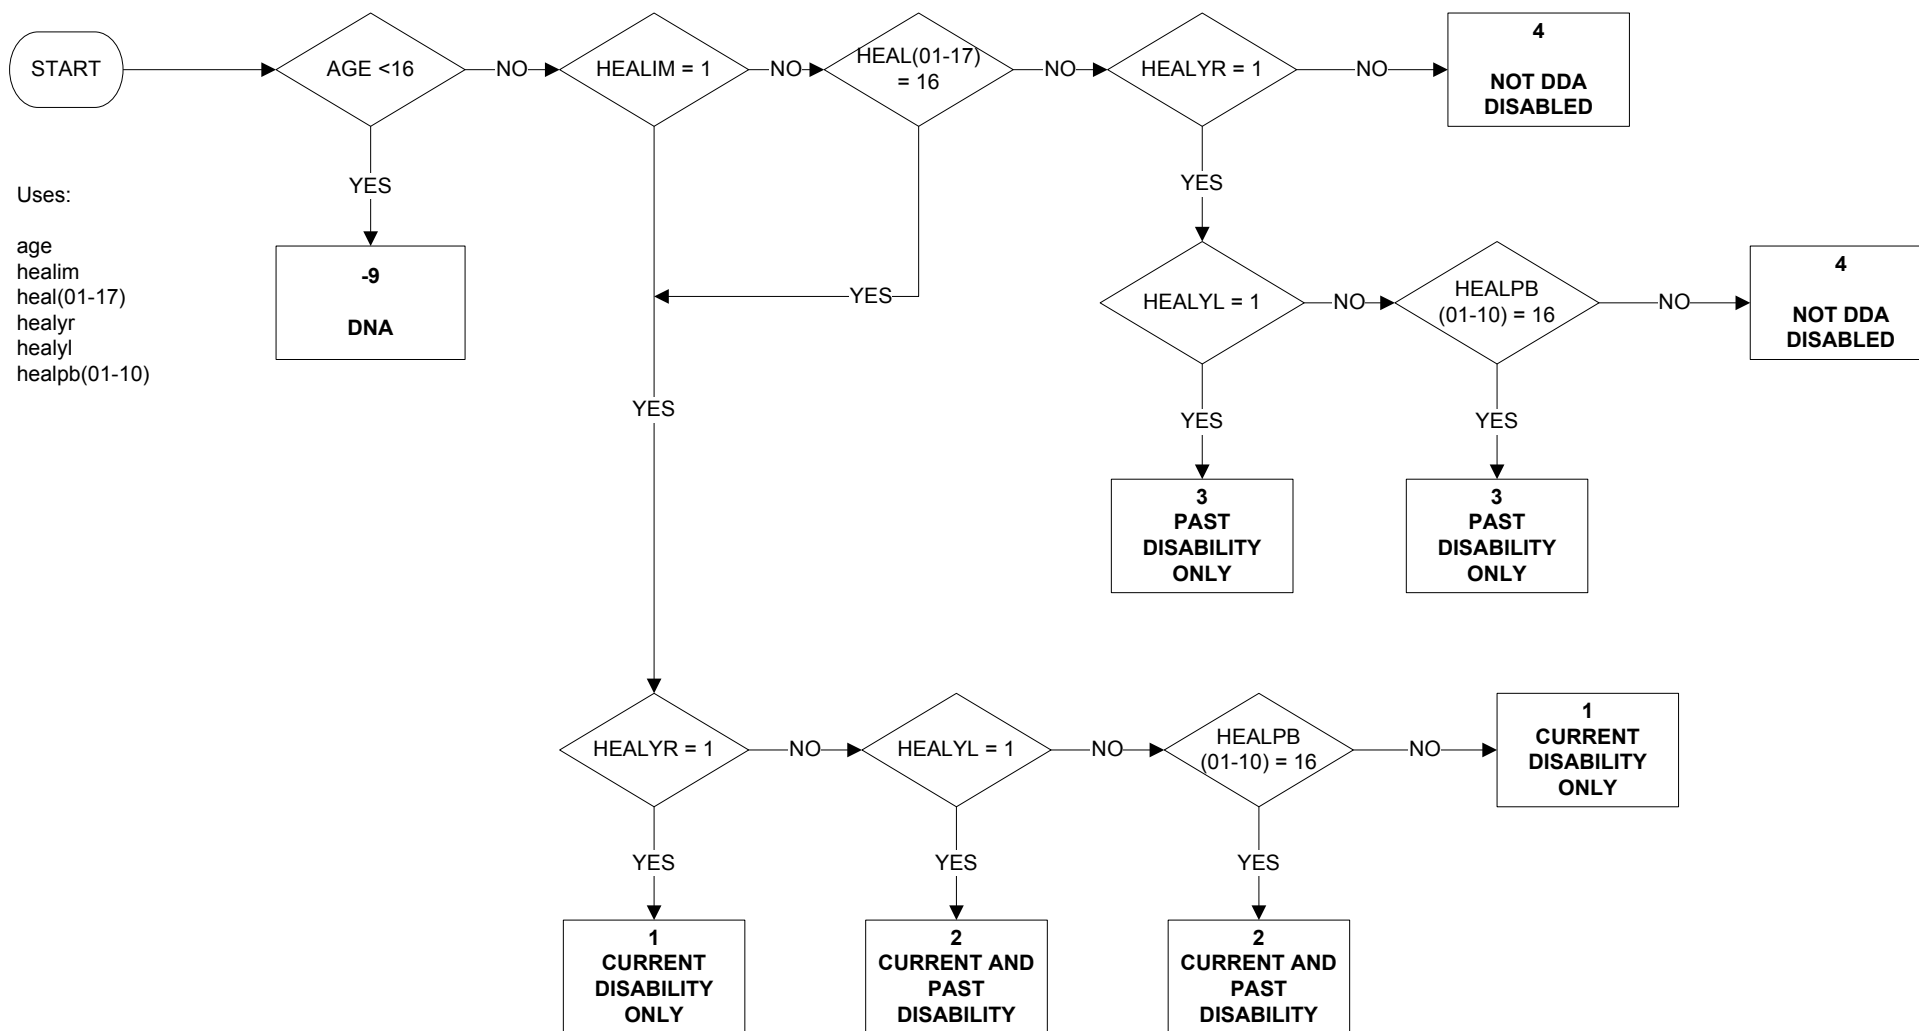 START
AGE <16
NO
HEALIM = 1
NO
HEAL(01-17)
= 16
NO
HEALYR = 1
NO
4
NOT DDA
DISABLED
YES
YES
Uses:
age
healim
heal(01-17)
healyr
healyl
healpb(01-10)
-9
DNA
YES
HEALYL = 1
NO
HEALPB
(01-10) = 16
NO
4
NOT DDA
DISABLED
YES
YES
YES
3
PAST
DISABILITY
ONLY
3
PAST
DISABILITY
ONLY
HEALYR = 1
NO
HEALYL = 1
NO
HEALPB
(01-10) = 16
NO
1
CURRENT
DISABILITY
ONLY
YES
YES
YES
1
CURRENT
DISABILITY
ONLY
2
CURRENT AND
PAST
DISABILITY
2
CURRENT AND
PAST
DISABILITY